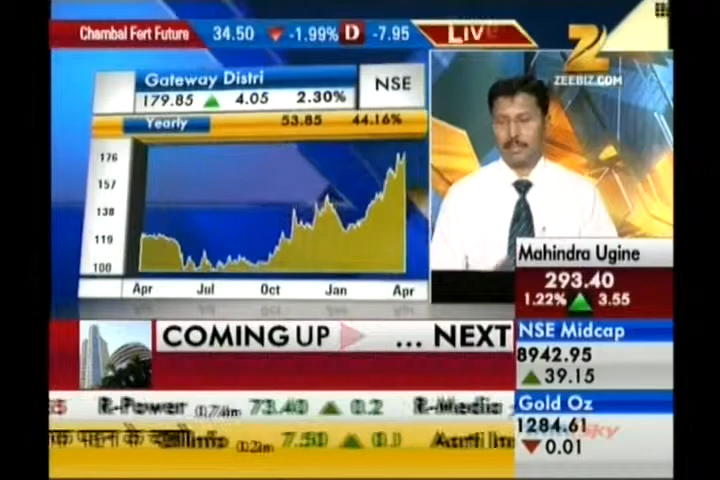 Chambal Fert Future 34.50 -1.99% D -7.95 LIV
ZEEBIZ.COM
Gateway Distri NSE
179.85 4.05 2.30%
Yearly 53.85 44.16%
176
157
138
119
100
Apr Jul Oct Jan Apr
Mahindra Ugine
293.40
1.22% 3.55
COMING UP ... NEXT
NSE Midcap
8942.95
39.15
Gold Oz
1284.61
0.01
R-Power 73.40 0.2 R-Media
7.50